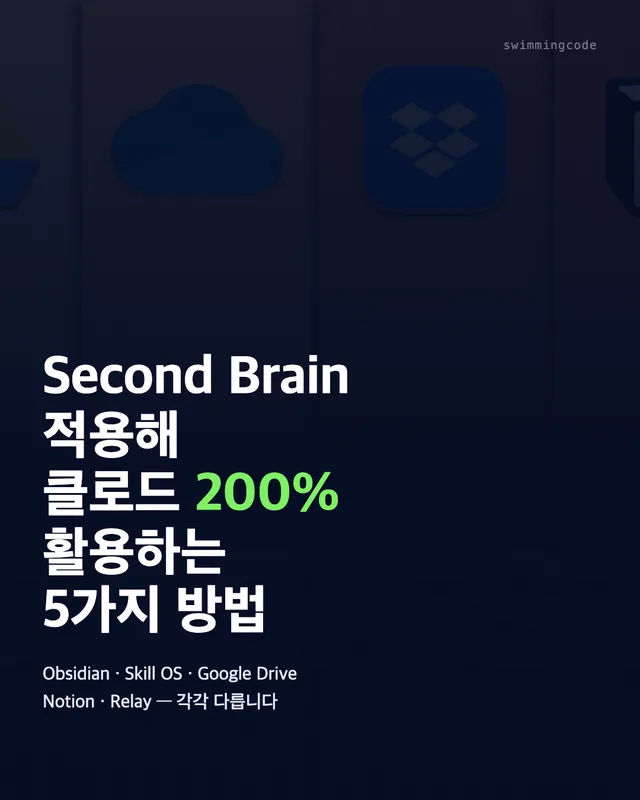 swimmingcode
Second Brain
적용해
클로드 200%
활용하는
5가지 방법
Obsidian · Skill OS · Google Drive
Notion · Relay — 각각 다릅니다